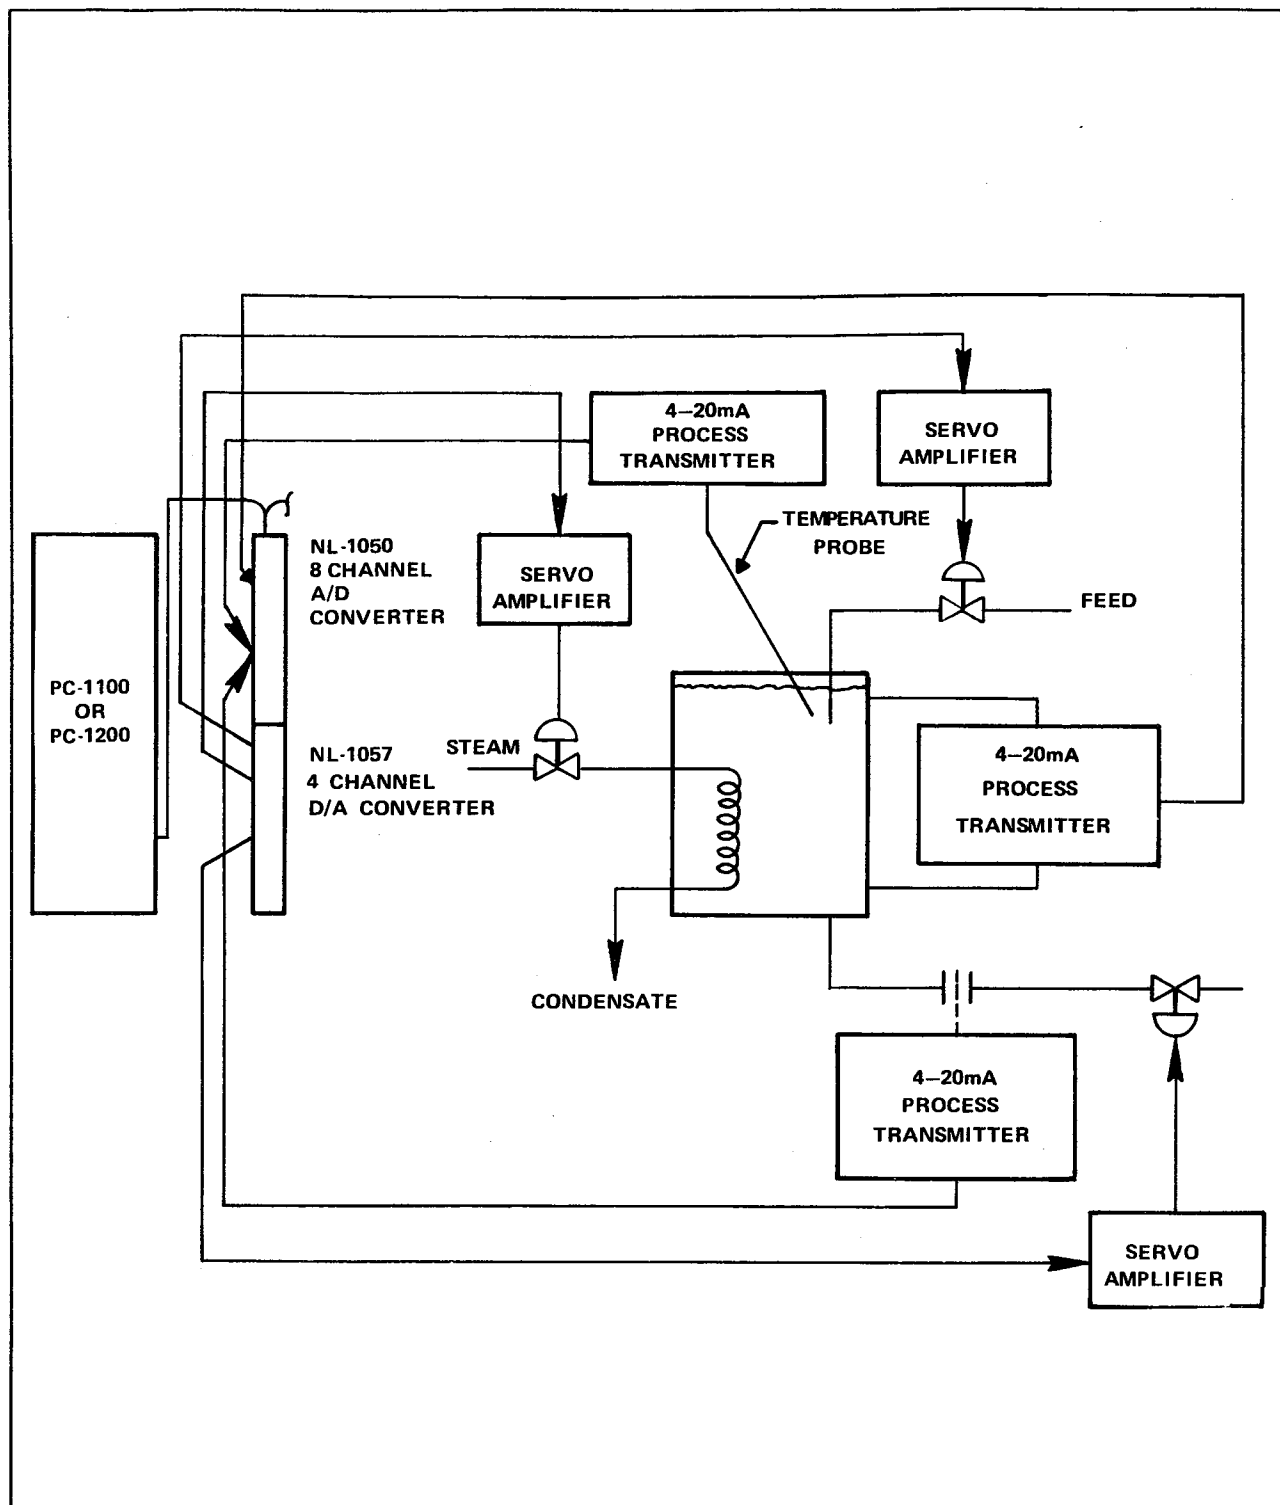 4–20mA
PROCESS
TRANSMITTER
SERVO
AMPLIFIER
TEMPERATURE
PROBE
NL-1050
8 CHANNEL
A/D
CONVERTER
SERVO
AMPLIFIER
FEED
PC-1100
OR
PC-1200
NL-1057
4 CHANNEL
D/A CONVERTER
STEAM
4–20mA
PROCESS
TRANSMITTER
CONDENSATE
4–20mA
PROCESS
TRANSMITTER
SERVO
AMPLIFIER